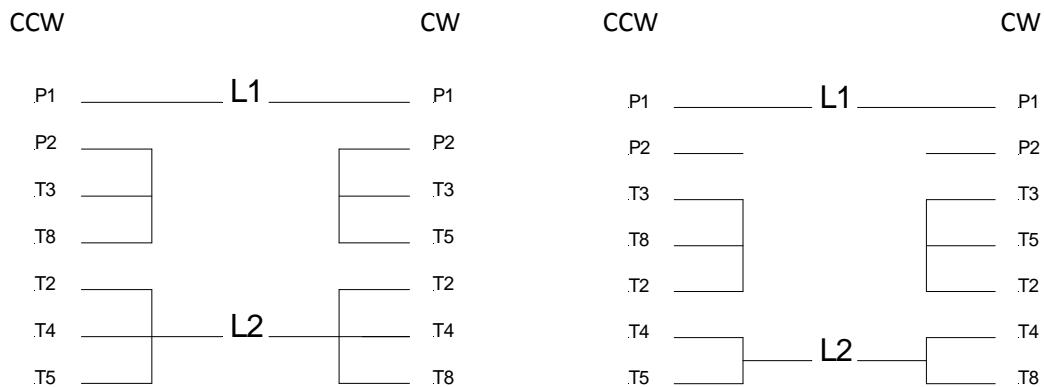 CCW CW
P1 L1 P1
P2 P2
T3 T3
T8 T5
T2 T2
T4 L2 T4
T5 T8
CCW CW
P1 L1 P1
P2 P2
T3 T3
T8 T5
T2 T2
T4 T4
L2
T5 T8